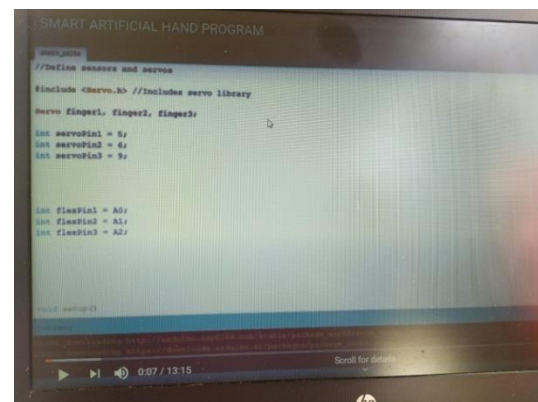 SMART ARTIFICIAL HAND PROGRAM
//Define sensors and servos
#include <Servo.h> //Includes servo library
Servo finger1, finger2, finger3;
int servoPin1 = 5;
int servoPin2 = 6;
int servoPin3 = 9;
int flexPin1 = A0;
int flexPin2 = A1;
int flexPin3 = A2;
void setup()
Scroll for details
0:07 / 13:15
hp